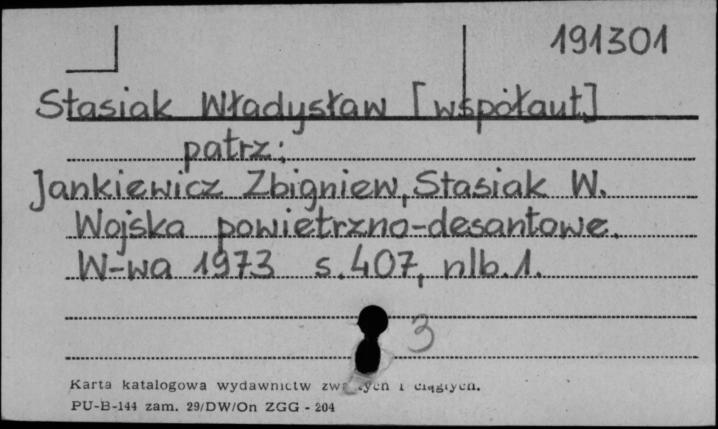 191301
Stasiak Władysław [współaut.]
patrz:
Jankiewicz Zbigniew, Stasiak W.
Wojska powietrzno-desantowe.
W-wa 1973 s. 407, nlb. 1.
3
Karta katalogowa wydawnictw i ciągłych.
PU-B-144 zam. 29/DW/On ZGG - 204